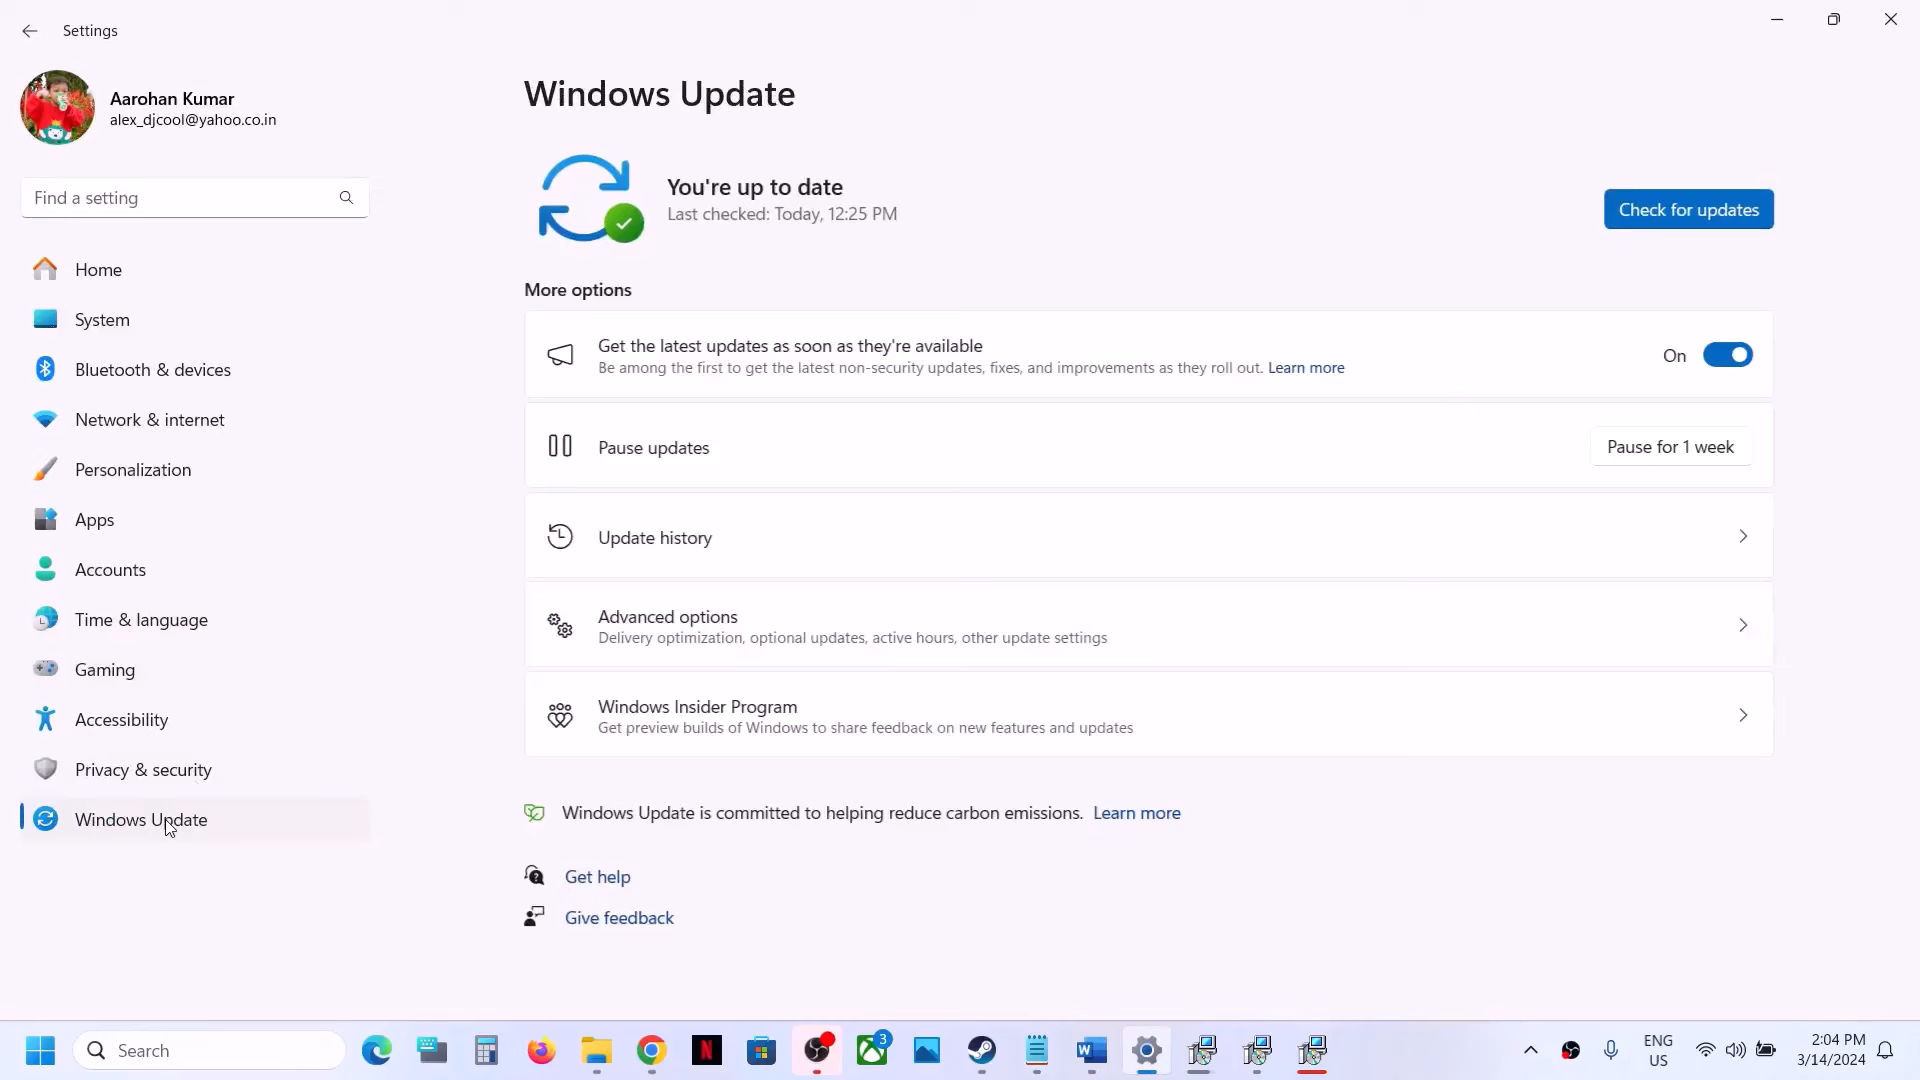 Settings
Aarohan Kumar
alex_djcool@yahoo.co.in
Find a setting
Home
System
Bluetooth & devices
Network & internet
Personalization
Apps
Accounts
Time & language
Gaming
Accessibility
Privacy & security
Windows Update
Windows Update
You're up to date
Last checked: Today, 12:25 PM
Check for updates
More options
Get the latest updates as soon as they're available
Be among the first to get the latest non-security updates, fixes, and improvements as they roll out. Learn more
On
Pause updates
Pause for 1 week
Update history
Advanced options
Delivery optimization, optional updates, active hours, other update settings
Windows Insider Program
Get preview builds of Windows to share feedback on new features and updates
Windows Update is committed to helping reduce carbon emissions. Learn more
Get help
Give feedback
Search
3
ENG
US
2:04 PM
3/14/2024